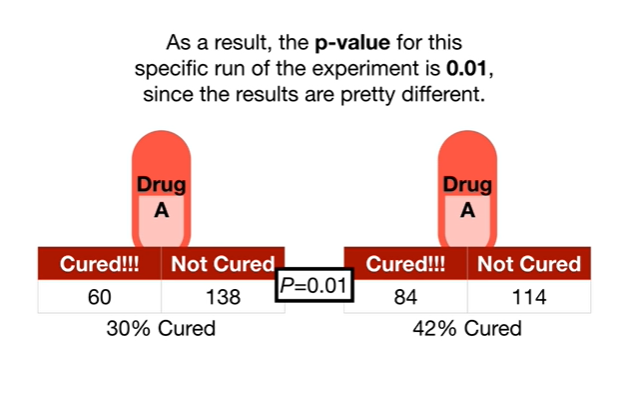 As a result, the p-value for this
specific run of the experiment is 0.01,
since the results are pretty different.
Drug
A
Drug
A
Cured!!! Not Cured
60 138
30% Cured
P=0.01
Cured!!! Not Cured
84 114
42% Cured